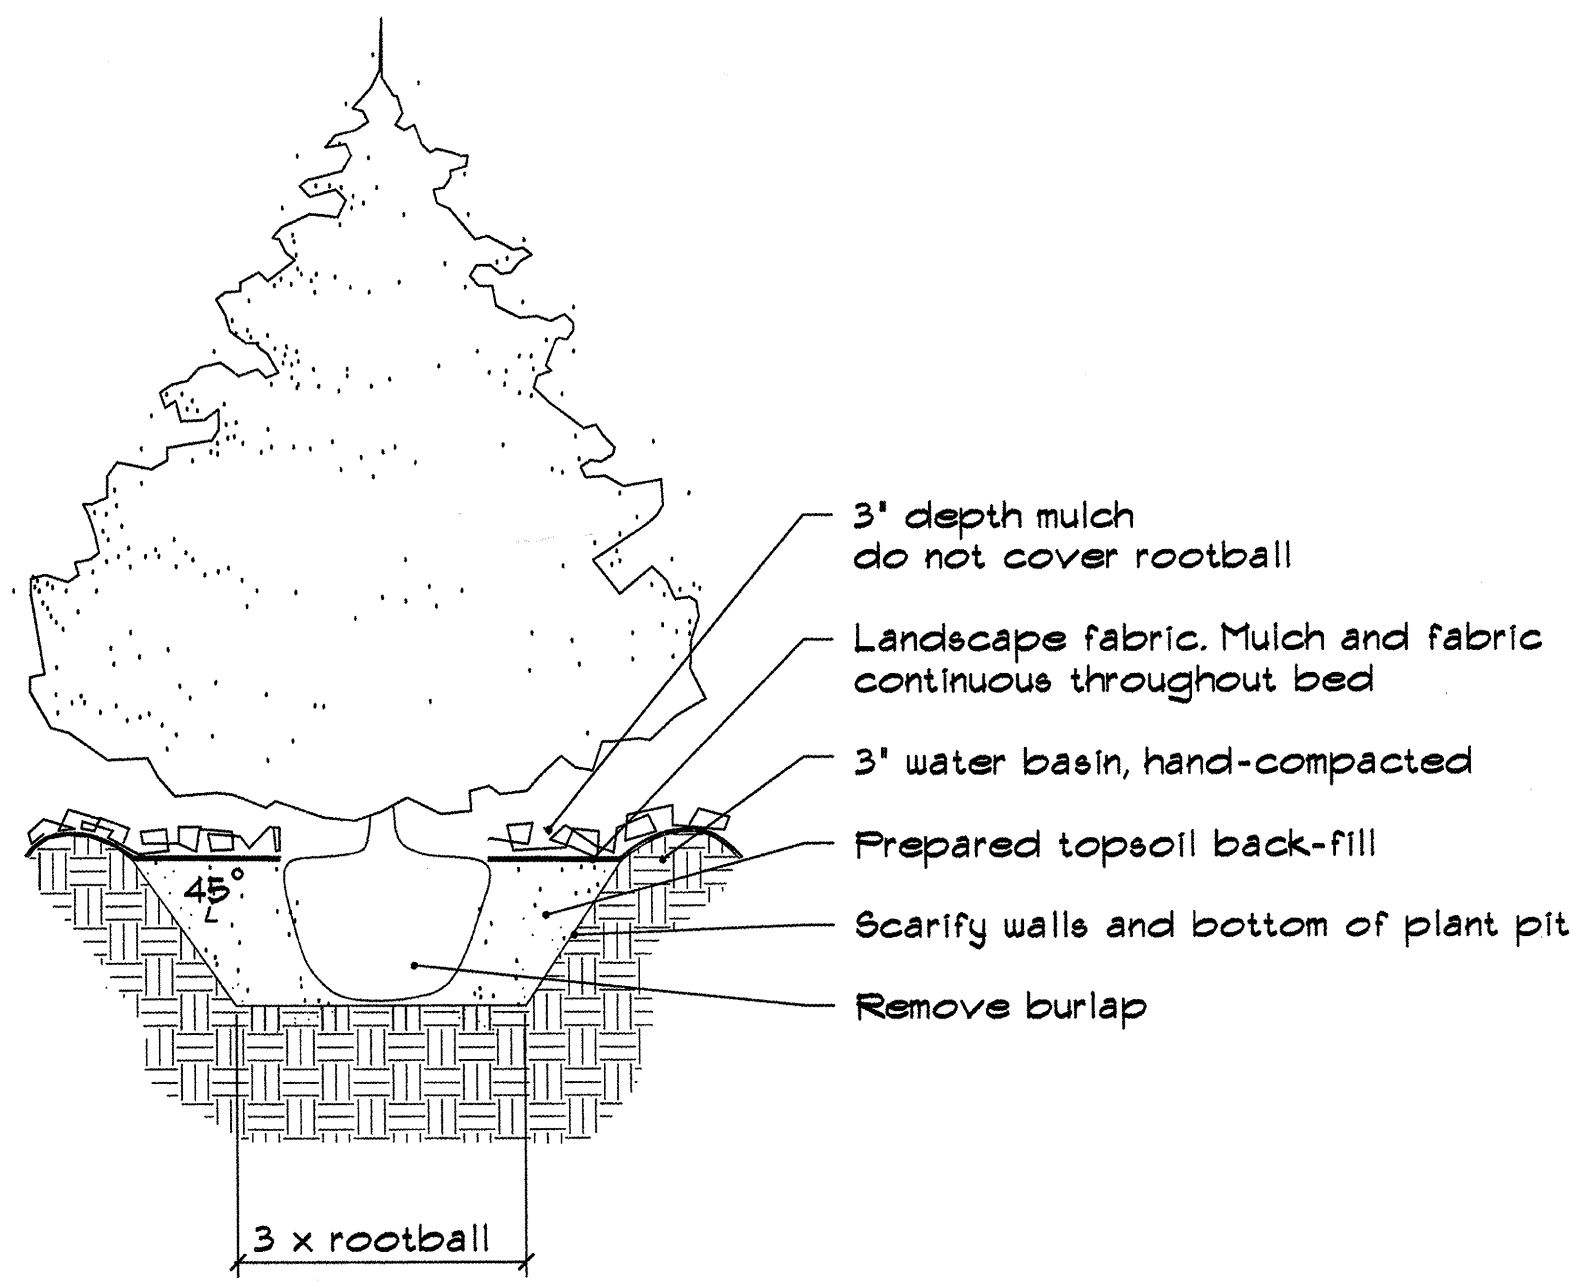 3" depth mulch
do not cover rootball
Landscape fabric. Mulch and fabric
continuous throughout bed
3" water basin, hand-compacted
Prepared topsoil back-fill
45°
Scarify walls and bottom of plant pit
Remove burlap
3 x rootball